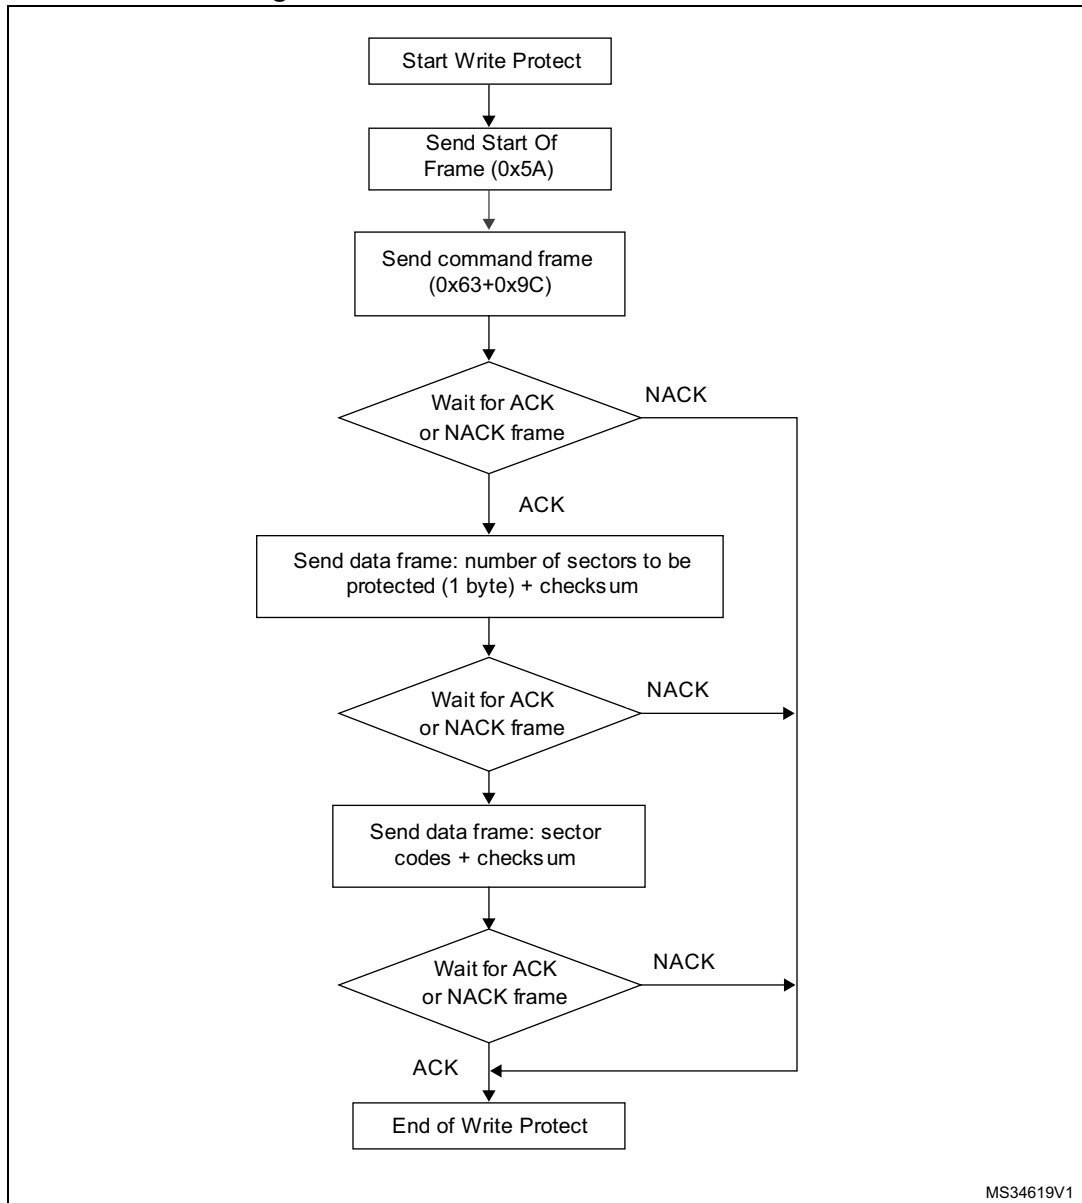 Start Write Protect
Send Start Of
Frame (0x5A)
Send command frame
(0x63+0x9C)
Wait for ACK
or NACK frame
NACK
ACK
Send data frame: number of sectors to be
protected (1 byte) + checksum
Wait for ACK
or NACK frame
NACK
Send data frame: sector
codes + checksum
Wait for ACK
or NACK frame
NACK
ACK
End of Write Protect
MS34619V1